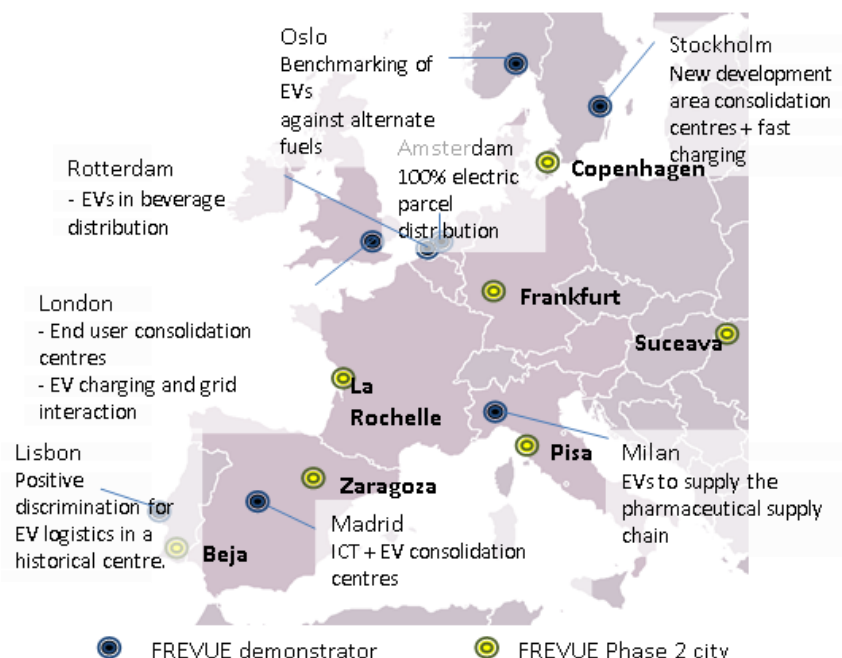 Oslo
Benchmarking of
EVs
against alternate
fuels
Stockholm
New development
area consolidation
centres + fast
charging
Amsterdam
100% electric
parcel
distribution
Copenhagen
Rotterdam
- EVs in beverage
distribution
London
- End user consolidation
centres
- EV charging and grid
interaction
Frankfurt
Suceava
La
Rochelle
Lisbon
Positive
discrimination for
EV logistics in a
historical centre.
Beja
Zaragoza
Madrid
ICT + EV consolidation
centres
Pisa
Milan
EVs to supply the
pharmaceutical supply
chain
FREVUE demonstrator
FREVUE Phase 2 city